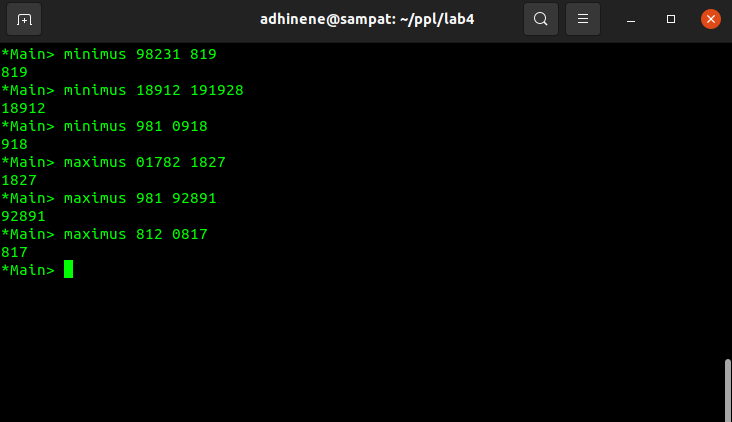 adhinene@sampat: ~/ppl/lab4
*Main> minimus 98231 819
819
*Main> minimus 18912 191928
18912
*Main> minimus 981 0918
918
*Main> maximus 01782 1827
1827
*Main> maximus 981 92891
92891
*Main> maximus 812 0817
817
*Main>